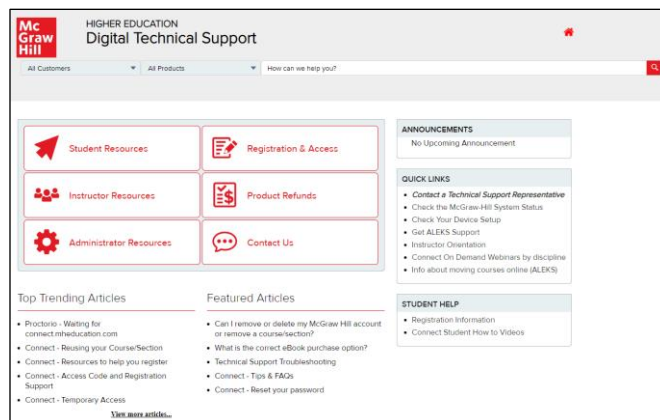 Mc
Graw
Hill
HIGHER EDUCATION
Digital Technical Support
All Customers
All Products
How can we help you?
Student Resources
Registration & Access
Instructor Resources
Product Refunds
Administrator Resources
Contact Us
Top Trending Articles
• Proctorio - Waiting for
connect.mheducation.com
• Connect - Reusing your Course/Section
• Connect - Resources to help you register
• Connect - Access Code and Registration
Support
• Connect - Temporary Access
View more articles...
Featured Articles
• Can I remove or delete my McGraw Hill account
or remove a course/section?
• What is the correct eBook purchase option?
• Technical Support Troubleshooting
• Connect - Tips & FAQs
• Connect - Reset your password
ANNOUNCEMENTS
No Upcoming Announcement
QUICK LINKS
• Contact a Technical Support Representative
• Check the McGraw-Hill System Status
• Check Your Device Setup
• Get ALEKS Support
• Instructor Orientation
• Connect On Demand Webinars by discipline
• Info about moving courses online (ALEKS)
STUDENT HELP
• Registration Information
• Connect Student How to Videos